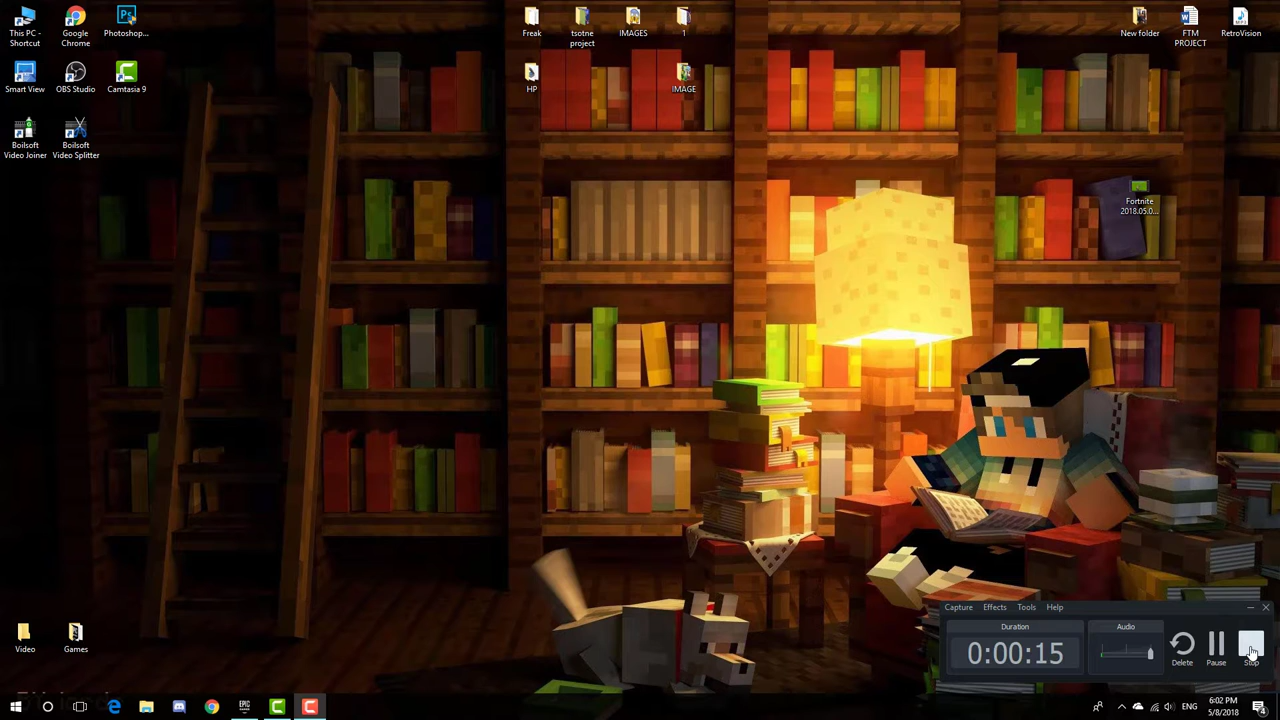 This PC -
Shortcut
Google
Chrome
Photoshop...
Freak
tsotne
project
IMAGES
1
New folder
FTM
PROJECT
RetroVision
Smart View
OBS Studio
Camtasia 9
HP
IMAGE
Boilsoft
Video Joiner
Boilsoft
Video Splitter
Fortnite
2018.05.0...
Video
Games
Capture Effects Tools Help
Duration
Audio
0:00:15
Delete
Pause
Stop
EPIC
ENG
6:02 PM
5/8/2018
4